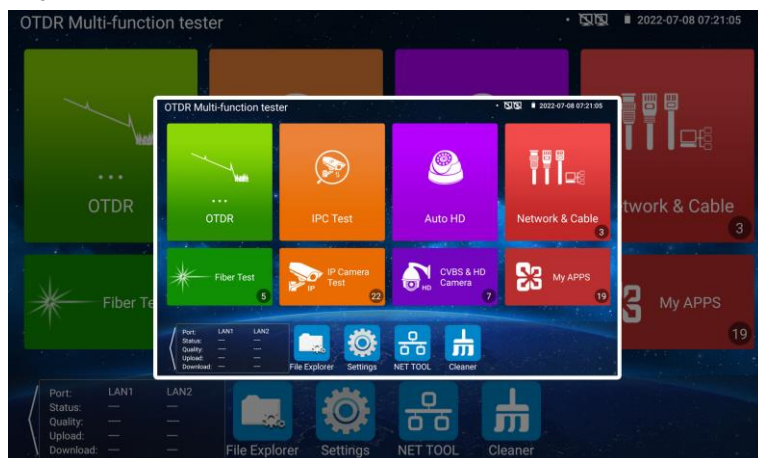 OTDR Multi-function tester
2022-07-08 07:21:05
OTDR
twork & Cable
3
Fiber Te
My APPS
19
Port: LAN1 LAN2
Status: — —
Quality: — —
Upload: — —
Download: — —
File Explorer
Settings
NET TOOL
Cleaner
OTDR Multi-function tester
2022-07-08 07:21:05
OTDR
IPC Test
Auto HD
Network & Cable
3
Fiber Test
5
IP
IP Camera
Test
22
HD
CVBS & HD
Camera
7
My APPS
19
Port: LAN1 LAN2
Status: — —
Quality: — —
Upload: — —
Download: — —
File Explorer
Settings
NET TOOL
Cleaner